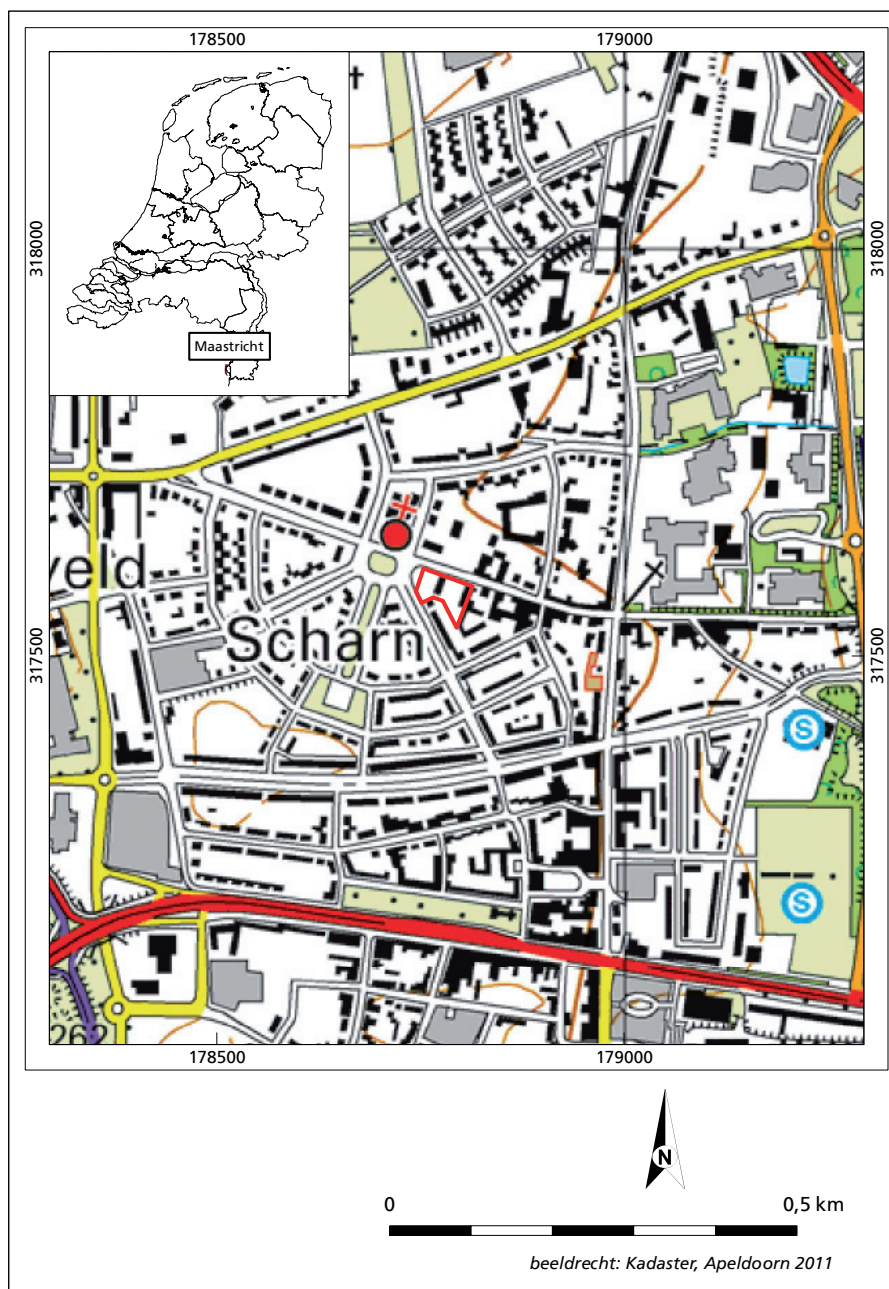 178500 179000
Maastricht
318000 318000
veld
Scharn
317500 317500
S
S
262
178500 179000
N
0 0,5 km
beeldrecht: Kadaster, Apeldoorn 2011